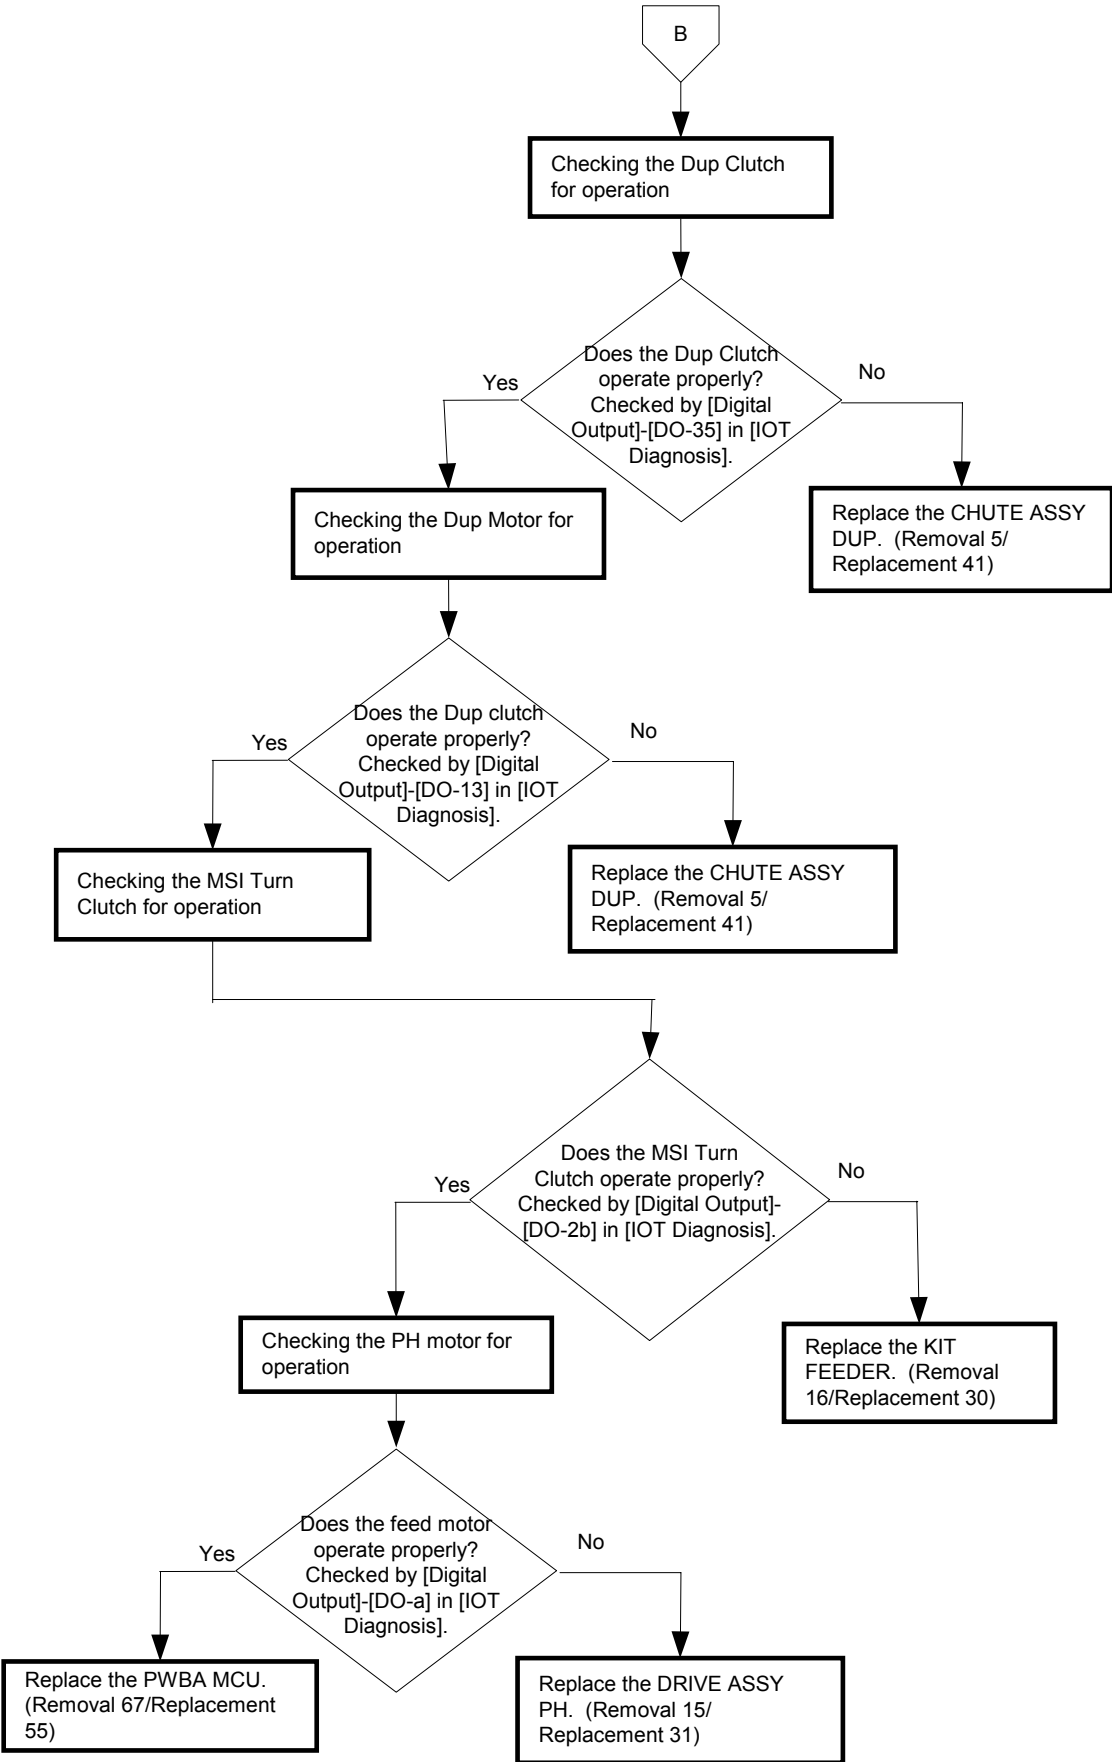 B
Checking the Dup Clutch
for operation
Does the Dup Clutch
operate properly?
Checked by [Digital
Output]-[DO-35] in [IOT
Diagnosis].
Yes
No
Checking the Dup Motor for
operation
Replace the CHUTE ASSY
DUP. (Removal 5/
Replacement 41)
Does the Dup clutch
operate properly?
Checked by [Digital
Output]-[DO-13] in [IOT
Diagnosis].
Yes
No
Checking the MSI Turn
Clutch for operation
Replace the CHUTE ASSY
DUP. (Removal 5/
Replacement 41)
Does the MSI Turn
Clutch operate properly?
Checked by [Digital Output]-
[DO-2b] in [IOT Diagnosis].
Yes
No
Checking the PH motor for
operation
Replace the KIT
FEEDER. (Removal
16/Replacement 30)
Does the feed motor
operate properly?
Checked by [Digital
Output]-[DO-a] in [IOT
Diagnosis].
Yes
No
Replace the PWBA MCU.
(Removal 67/Replacement
55)
Replace the DRIVE ASSY
PH. (Removal 15/
Replacement 31)